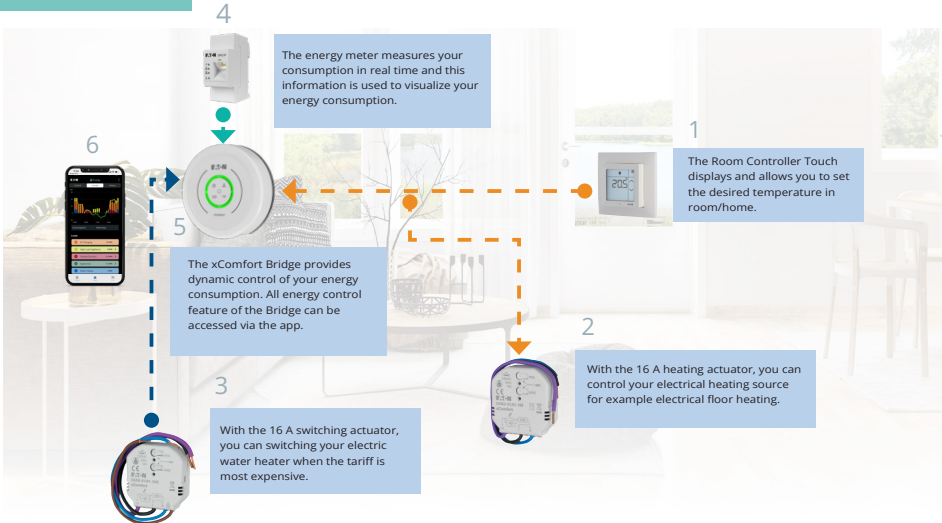 4
The energy meter measures your
consumption in real time and this
information is used to visualize your
energy consumption.
1
The Room Controller Touch
displays and allows you to set
the desired temperature in
room/home.
20.5
6
5
The xComfort Bridge provides
dynamic control of your energy
consumption. All energy control
feature of the Bridge can be
accessed via the app.
2
With the 16 A heating actuator, you can
control your electrical heating source
for example electrical floor heating.
3
With the 16 A switching actuator,
you can switching your electric
water heater when the tariff is
most expensive.